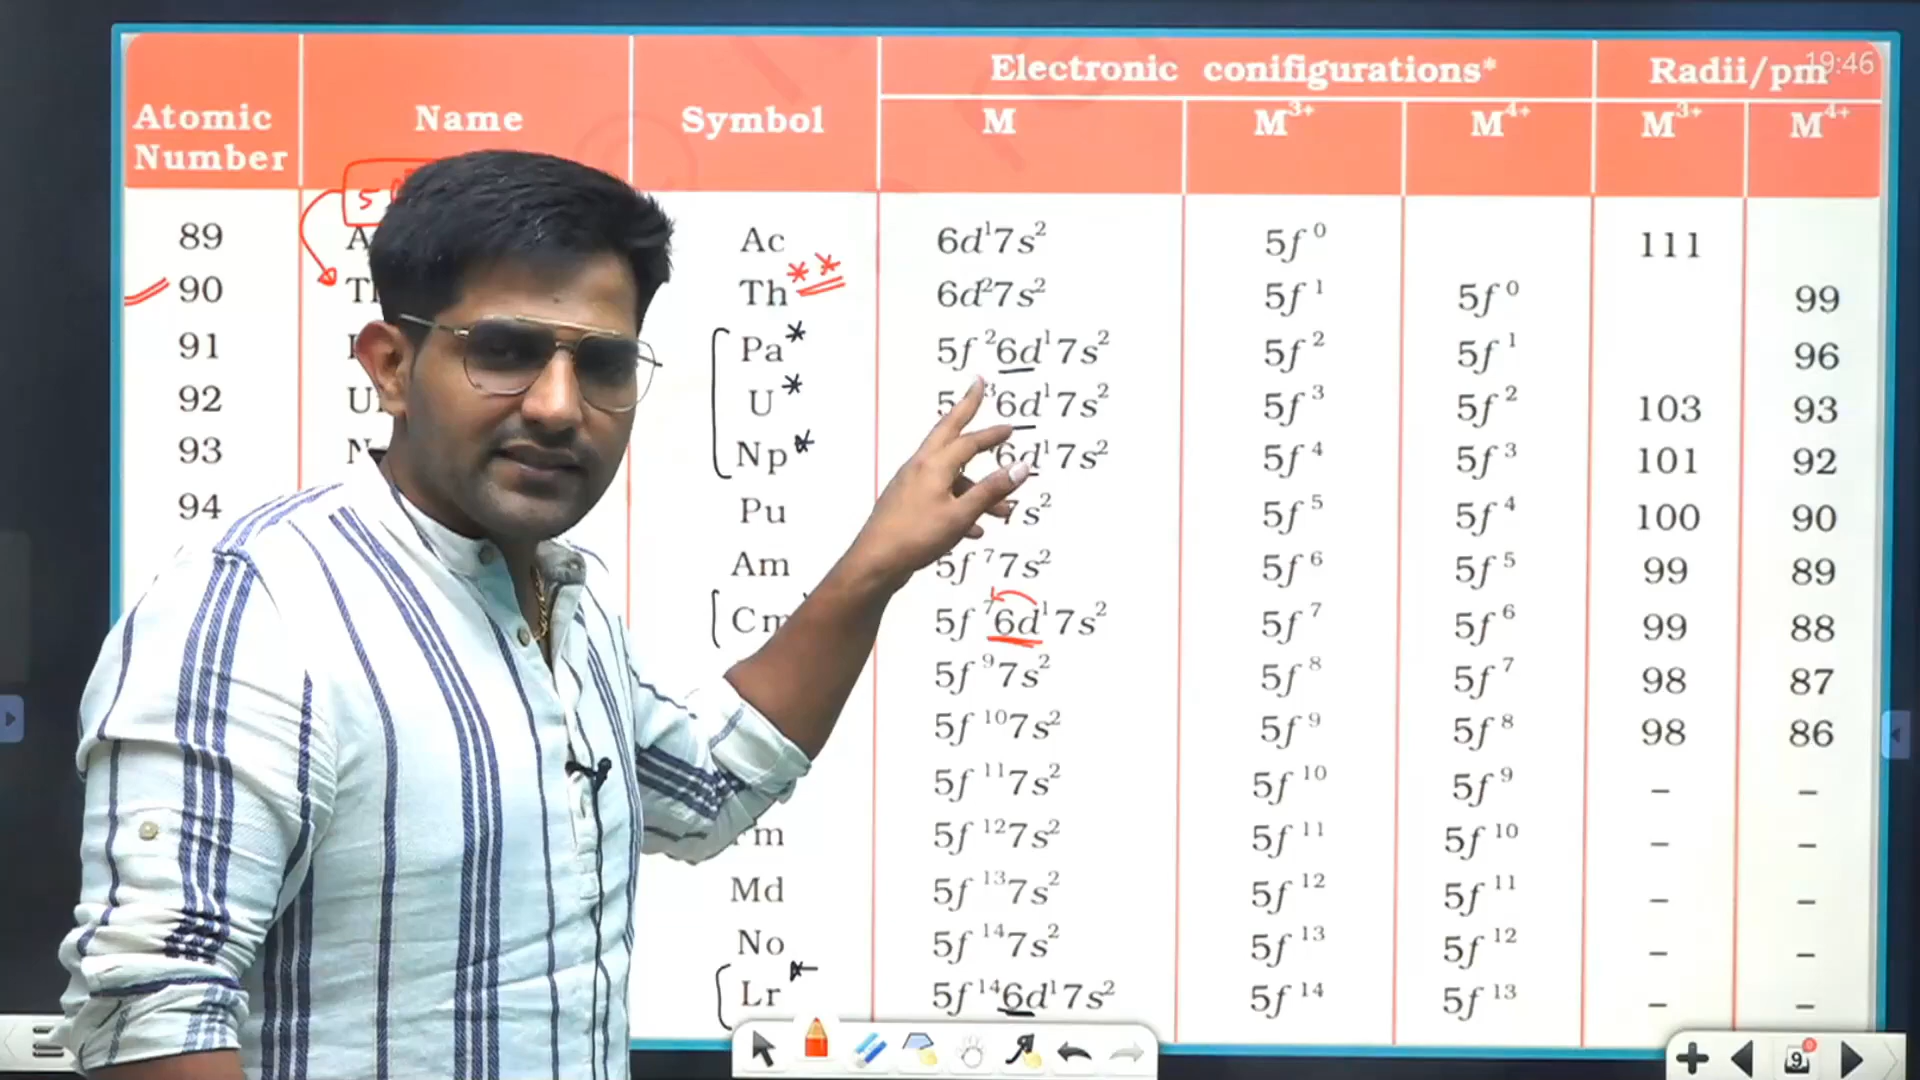 Electronic conifigurations* Radii/pm 19:46
Atomic Number Name Symbol M M³⁺ M⁴⁺ M³⁺ M⁴⁺
5
89 A Ac 6d¹7s² 5f⁰ 111
90 Th** 6d²7s² 5f¹ 5f⁰ 99
91 Pa* 5f²6d¹7s² 5f² 5f¹ 96
92 U U* 6d¹7s² 5f³ 5f² 103 93
93 N Np* 6d¹7s² 5f⁴ 5f³ 101 92
94 Pu 7s² 5f⁵ 5f⁴ 100 90
Am 5f⁷7s² 5f⁶ 5f⁵ 99 89
Cm 5f⁷6d¹7s² 5f⁷ 5f⁶ 99 88
5f⁹7s² 5f⁸ 5f⁷ 98 87
5f¹⁰7s² 5f⁹ 5f⁸ 98 86
5f¹¹7s² 5f¹⁰ 5f⁹ – –
m 5f¹²7s² 5f¹¹ 5f¹⁰ – –
Md 5f¹³7s² 5f¹² 5f¹¹ – –
No 5f¹⁴7s² 5f¹³ 5f¹² – –
Lr* 5f¹⁴6d¹7s² 5f¹⁴ 5f¹³ – –
9